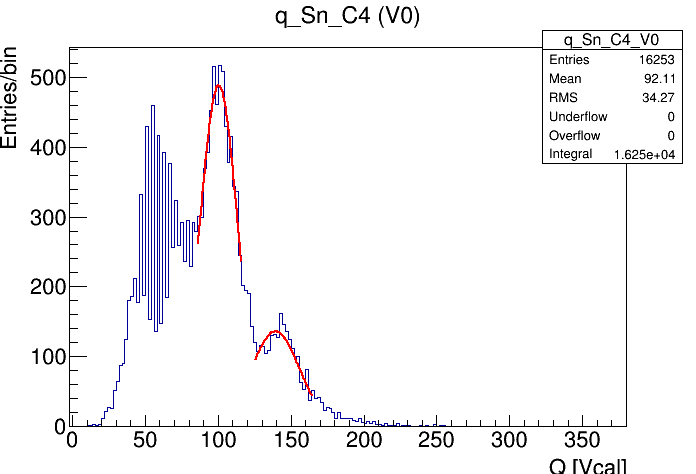 q_Sn_C4 (V0)
q_Sn_C4_V0
Entries 16253
Mean 92.11
RMS 34.27
Underflow 0
Overflow 0
Integral 1.625e+04
Entries/bin
500
400
300
200
100
0
0 50 100 150 200 250 300 350
Q [Vcal]